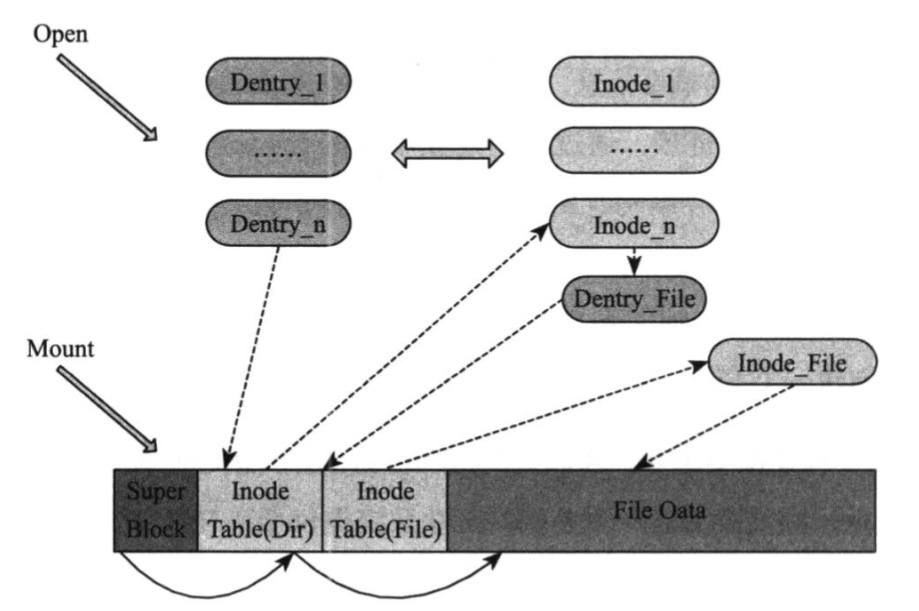 Open
Dentry_1
Inode_1
......
......
Dentry_n
Inode_n
Dentry_File
Mount
Inode_File
Super
Block
Inode
Table(Dir)
Inode
Table(File)
File Oata